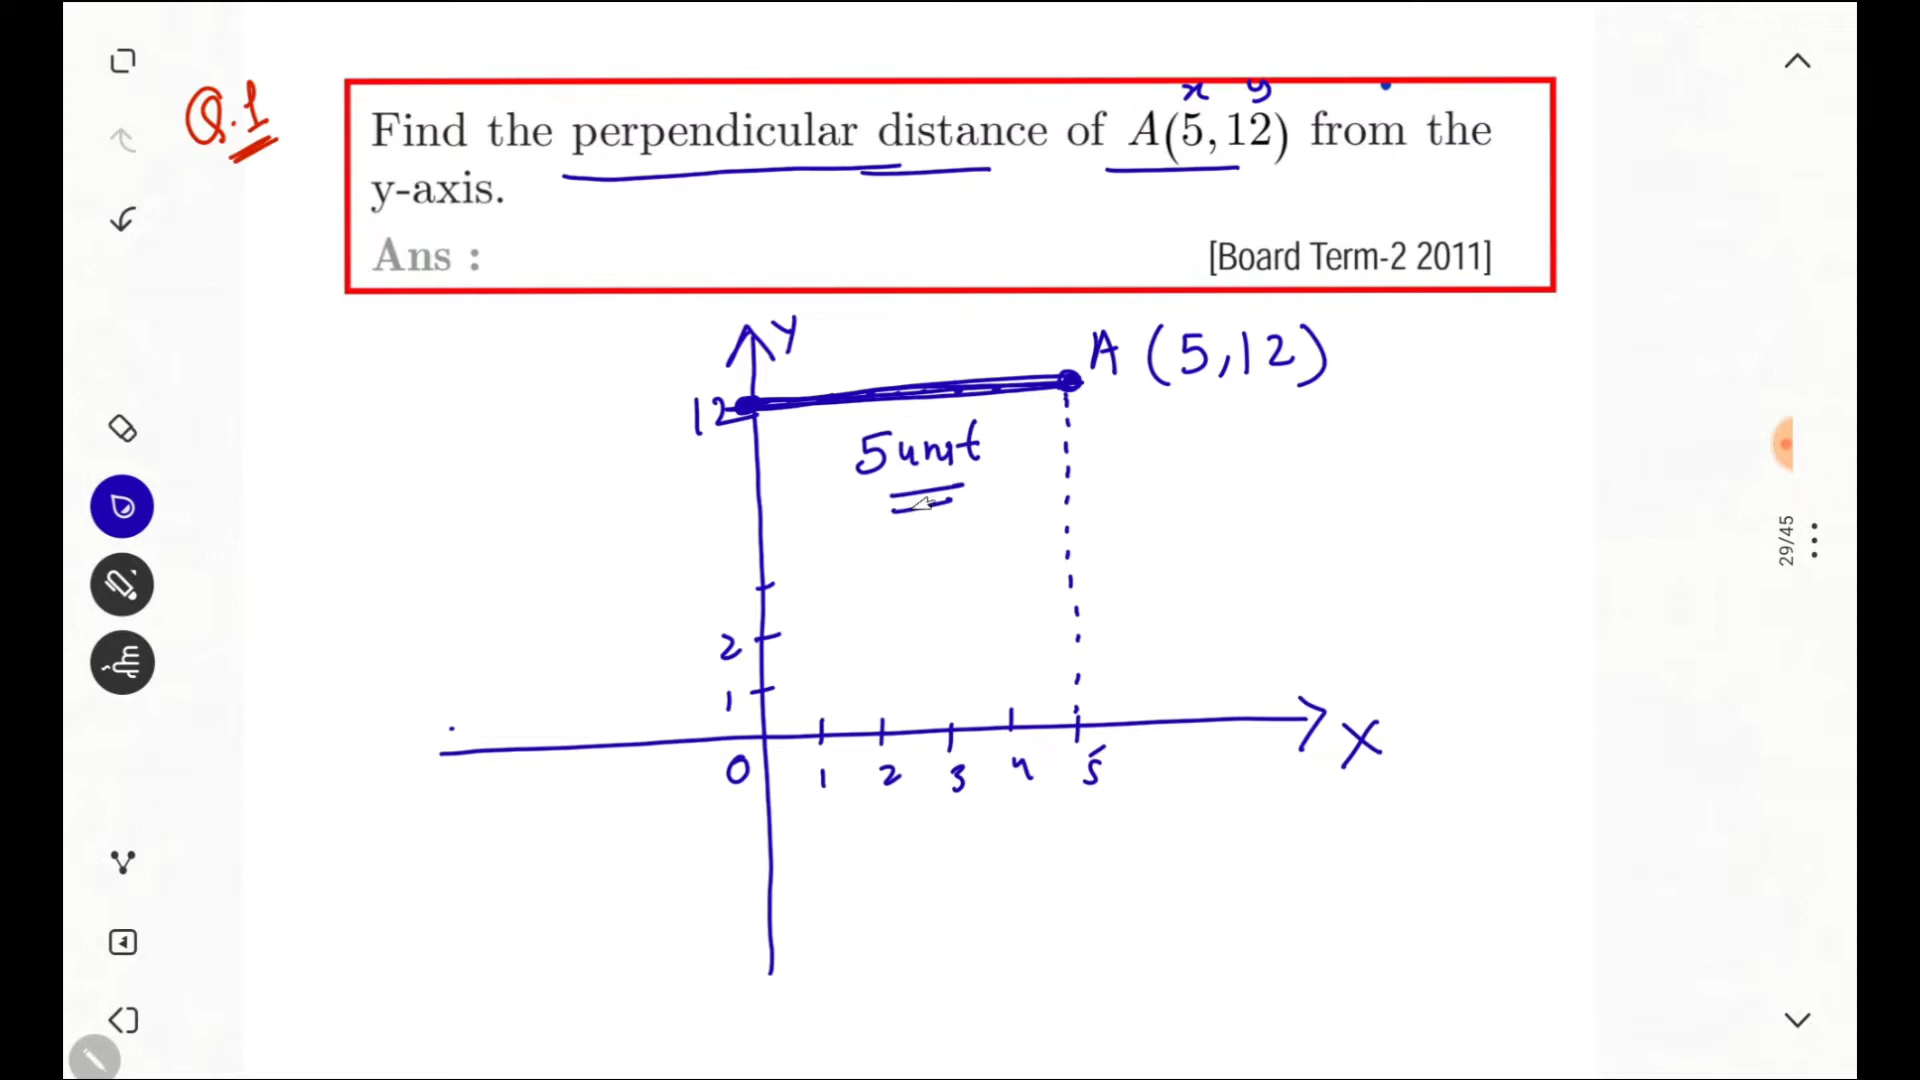 Q.1
x y
Find the perpendicular distance of A(5, 12) from the
y-axis.
Ans :
[Board Term-2 2011]
Y
A (5,12)
12
5 unit
29/45
2
1
X
0 1 2 3 4 5